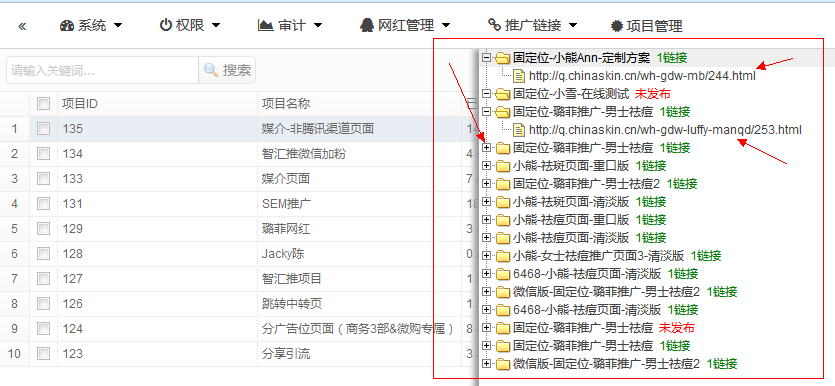 « 系统 权限 审计 网红管理 推广链接 项目管理
请输入关键词... 搜索
项目ID 项目名称
1 135 媒介-非腾讯渠道页面 14
2 134 智汇推微信加粉 4
3 133 媒介页面 7
4 131 SEM推广 18
5 129 璐菲网红 3
6 128 Jacky陈 0
7 127 智汇推项目 1
8 126 跳转中转页 1
9 124 分广告位页面（商务3部&微购专属） 8
10 123 分享引流 3
固定位-小能Ann-定制方案 1链接
http://q.chinaskin.cn/wh-gdw-mb/244.html
固定位-小雪-在线测试 未发布
固定位-璐菲推广-男士祛痘 1链接
http://q.chinaskin.cn/wh-gdw-luffy-manqd/253.html
固定位-璐菲推广-男士祛痘 1链接
小能-祛斑页面-重口版 1链接
固定位-璐菲推广-男士祛痘2 1链接
小能-祛斑页面-清淡版 1链接
小能-祛痘页面-重口版 1链接
小能-祛痘页面-清淡版 1链接
小能-女士祛痘推广页面3-清淡版 1链接
6468-小能-祛痘页面-清淡版 1链接
微信版-固定位-璐菲推广-男士祛痘2 1链接
6468-小能-祛痘页面-清淡版 1链接
固定位-璐菲推广-男士祛痘 未发布
固定位-璐菲推广-男士祛痘 1链接
微信版-固定位-璐菲推广-男士祛痘2 1链接